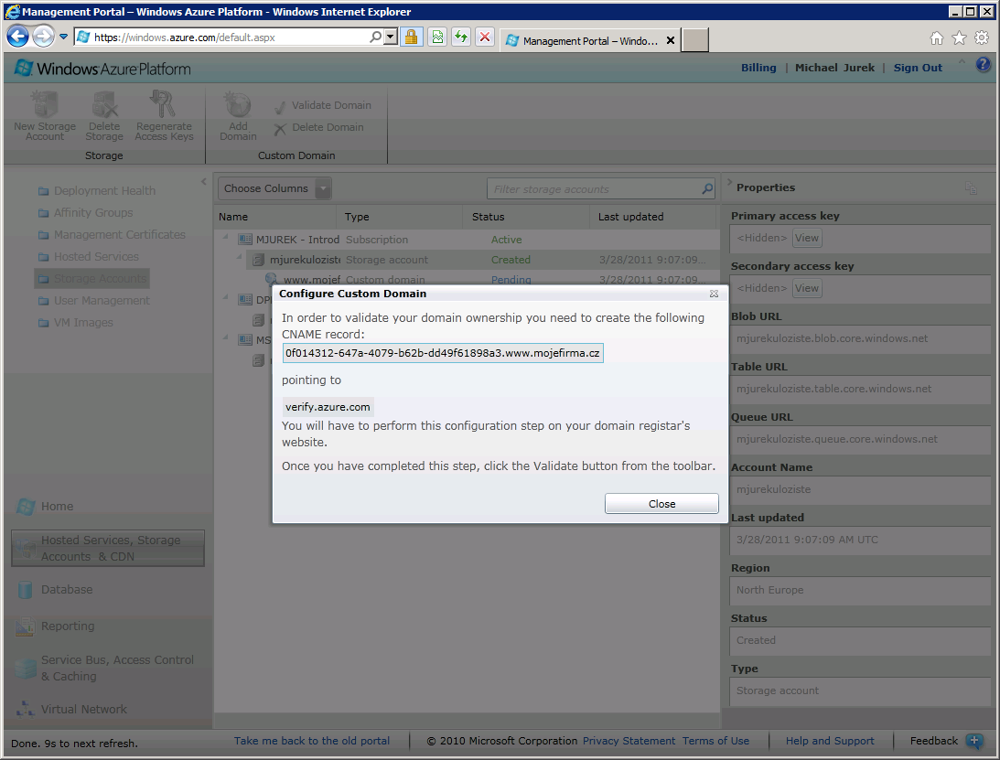 Management Portal – Windows Azure Platform - Windows Internet Explorer
https://windows.azure.com/default.aspx
Management Portal – Windo...
Windows Azure Platform
Billing | Michael Jurek | Sign Out
New Storage Account
Delete Storage
Regenerate Access Keys
Storage
Add Domain
Validate Domain
Delete Domain
Custom Domain
Deployment Health
Affinity Groups
Management Certificates
Hosted Services
Storage Accounts
User Management
VM Images
Home
Hosted Services, Storage
Accounts & CDN
Database
Reporting
Service Bus, Access Control
& Caching
Virtual Network
Choose Columns
Filter storage accounts
Name Type Status Last updated
MJUREK - Introd Subscription Active
mjurekuloziste Storage account Created 3/28/2011 9:07:09...
www.mojef Custom domain Pending 3/28/2011 9:07:09...
DP
MS
Configure Custom Domain
In order to validate your domain ownership you need to create the following
CNAME record:
0f014312-647a-4079-b62b-dd49f61898a3.www.mojefirma.cz
pointing to
verify.azure.com
You will have to perform this configuration step on your domain registar's
website.
Once you have completed this step, click the Validate button from the toolbar.
Close
Properties
Primary access key
<Hidden> View
Secondary access key
<Hidden> View
Blob URL
mjurekuloziste.blob.core.windows.net
Table URL
mjurekuloziste.table.core.windows.net
Queue URL
mjurekuloziste.queue.core.windows.net
Account Name
mjurekuloziste
Last updated
3/28/2011 9:07:09 AM UTC
Region
North Europe
Status
Created
Type
Storage account
Done. 9s to next refresh.
Take me back to the old portal
© 2010 Microsoft Corporation Privacy Statement Terms of Use
Help and Support
Feedback